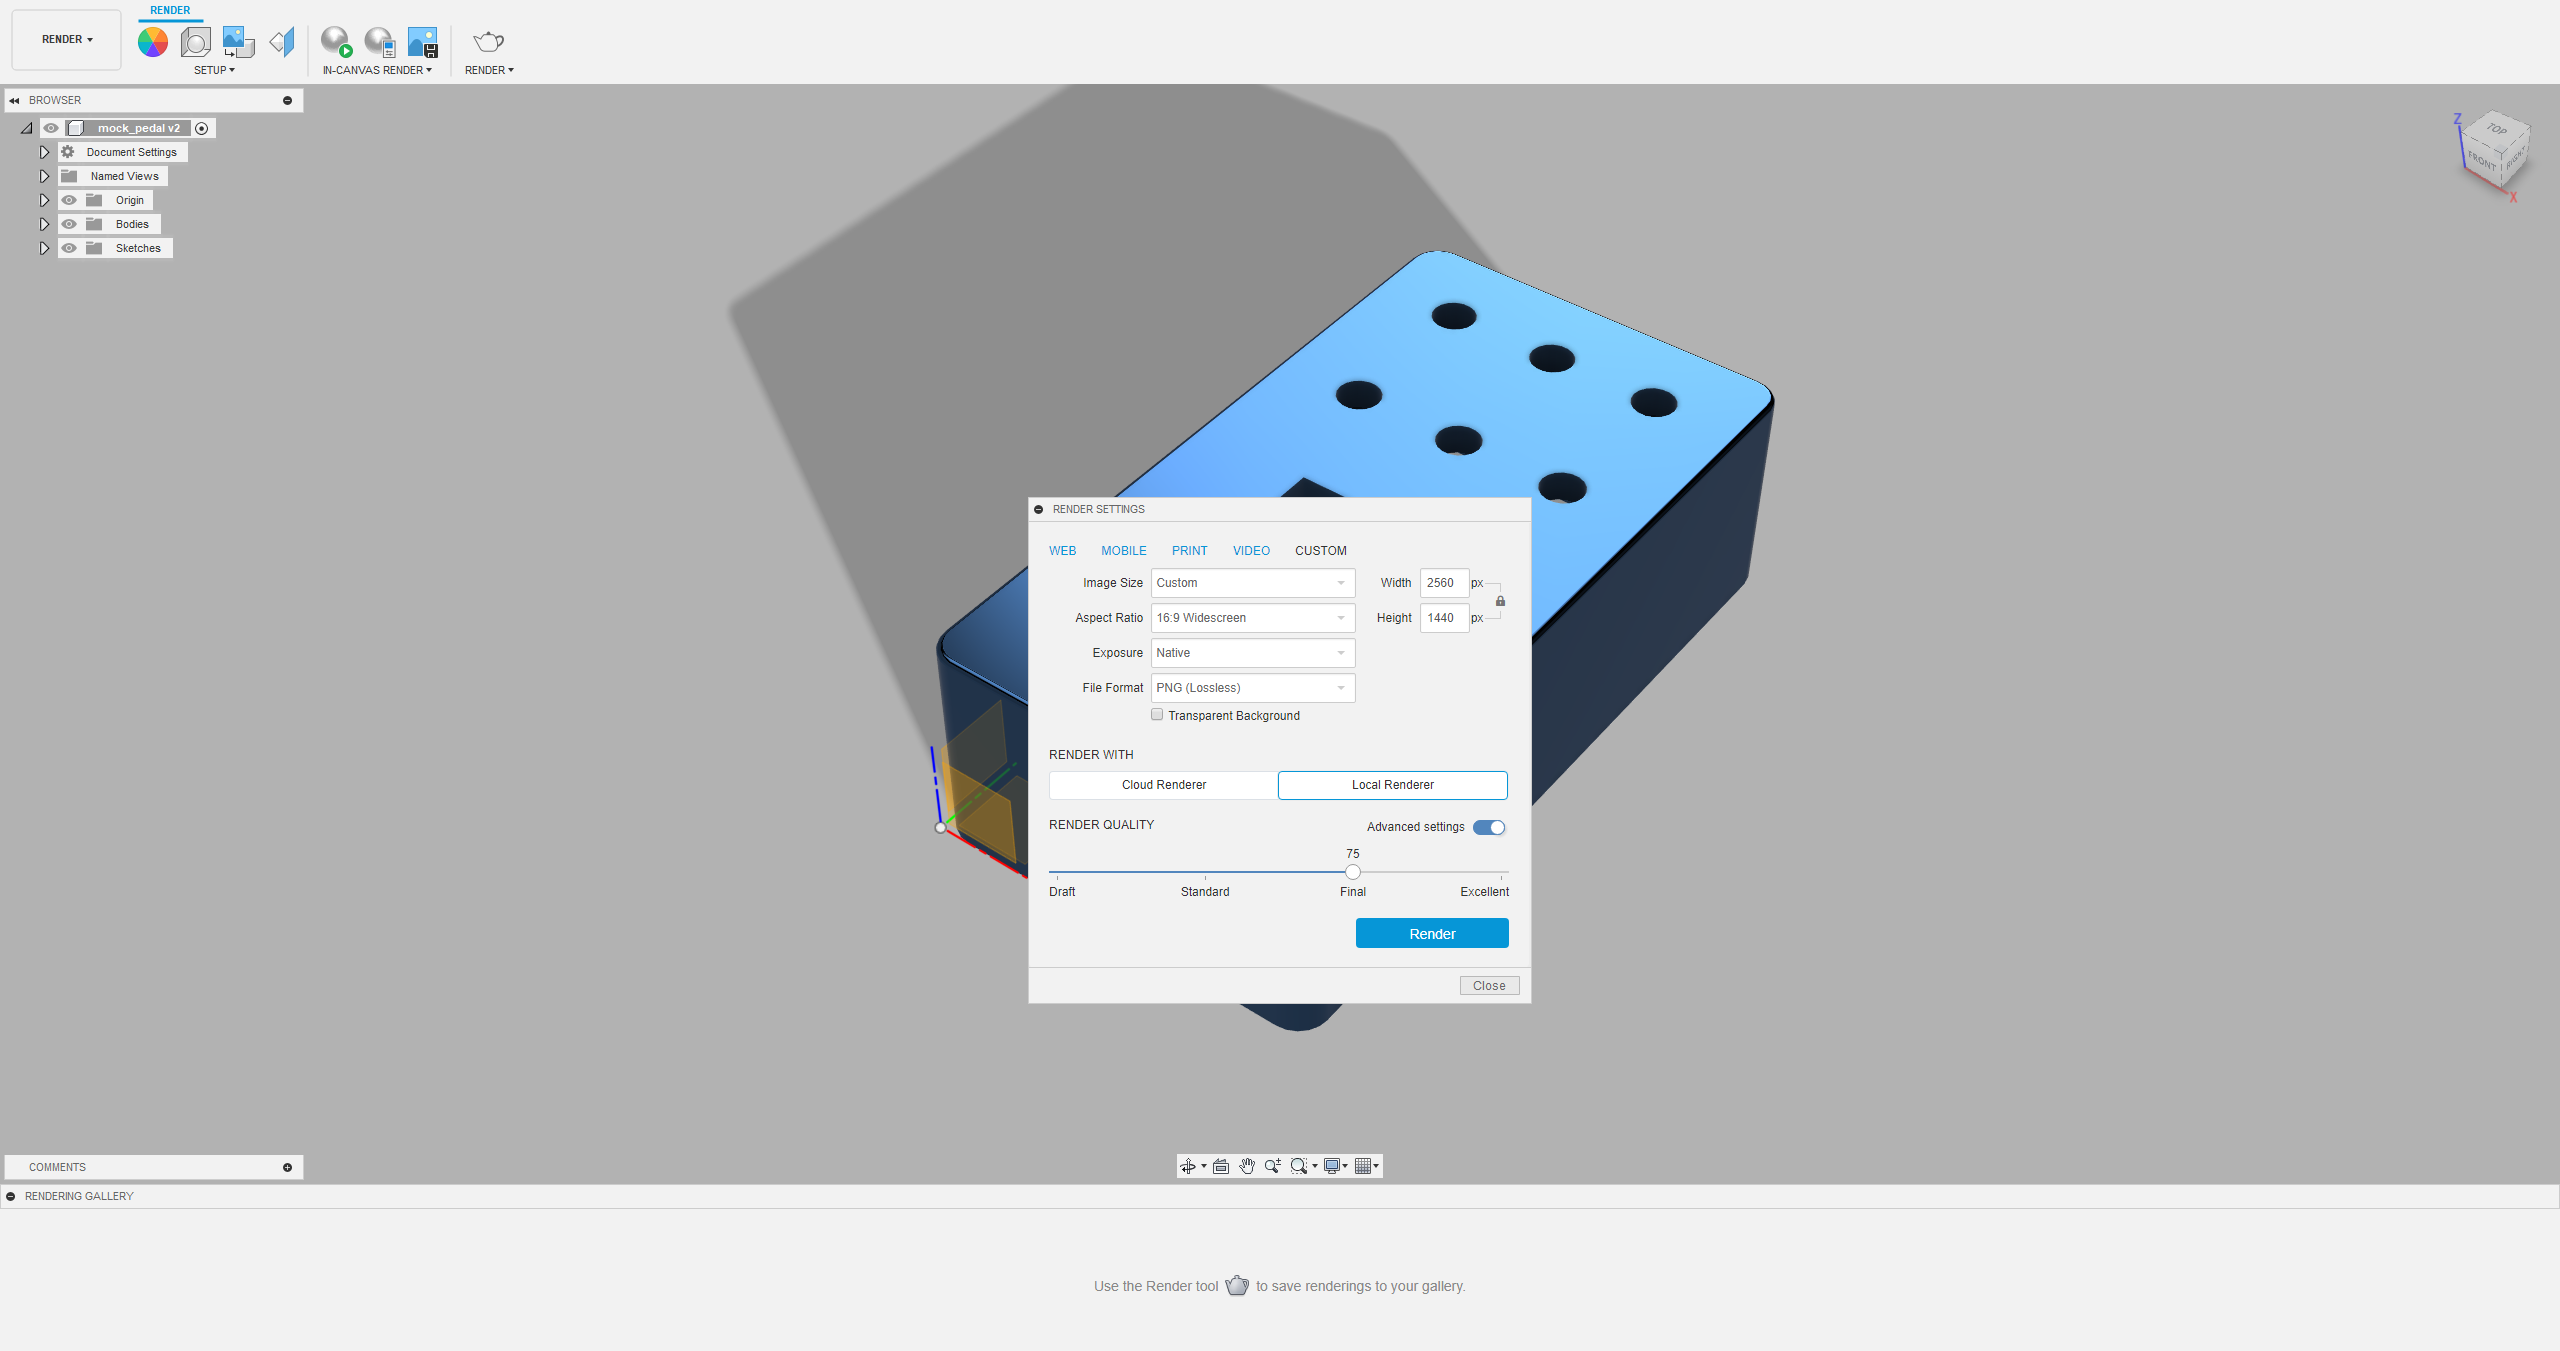 RENDER
RENDER
SETUP
IN-CANVAS RENDER
RENDER
BROWSER
mock_pedal v2
Document Settings
Named Views
Origin
Bodies
Sketches
Z
TOP
FRONT
RIGHT
X
RENDER SETTINGS
WEB MOBILE PRINT VIDEO CUSTOM
Image Size Custom Width 2560 px
Aspect Ratio 16:9 Widescreen Height 1440 px
Exposure Native
File Format PNG (Lossless)
Transparent Background
RENDER WITH
Cloud Renderer Local Renderer
RENDER QUALITY Advanced settings
75
Draft Standard Final Excellent
Render
Close
COMMENTS
RENDERING GALLERY
Use the Render tool to save renderings to your gallery.